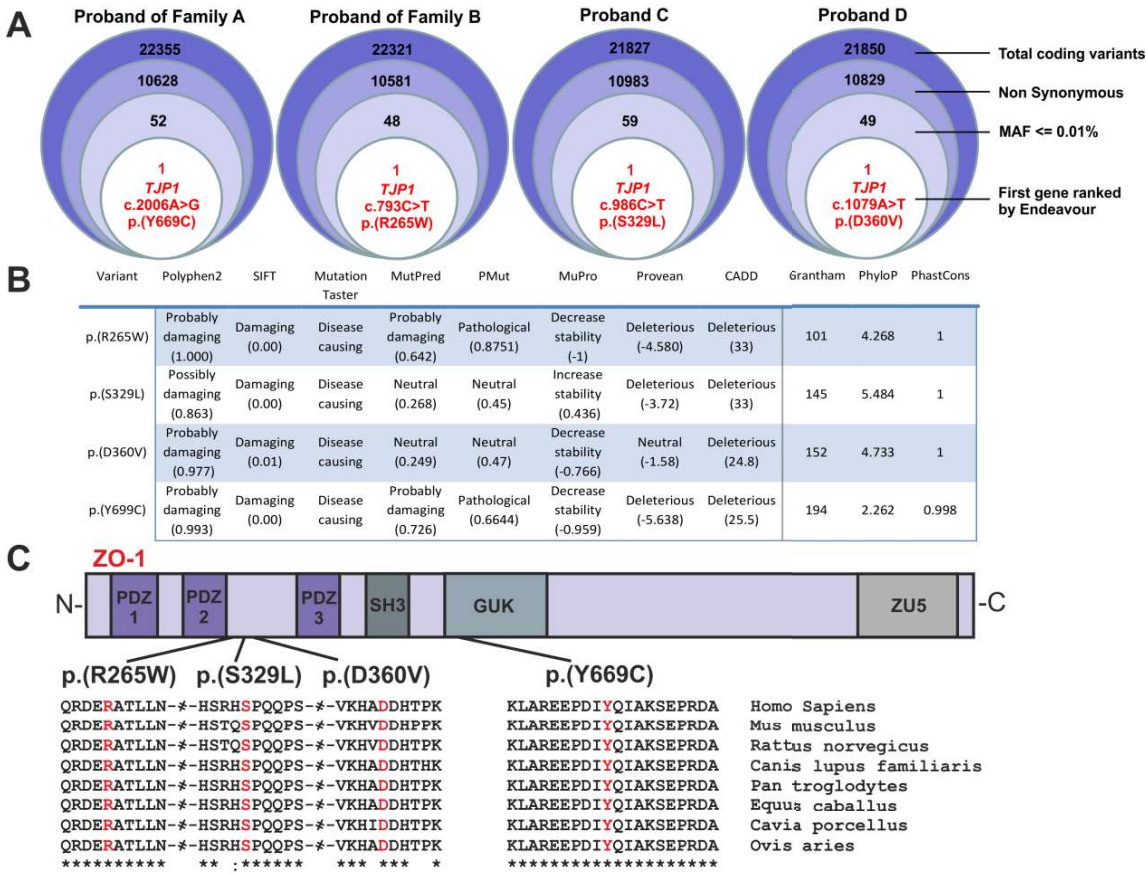 A
Proband of Family A
Proband of Family B
Proband C
Proband D
22355
22321
21827
21850
Total coding variants
10628
10581
10983
10829
Non Synonymous
52
48
59
49
MAF <= 0.01%
1
TJP1
c.2006A>G
p.(Y669C)
1
TJP1
c.793C>T
p.(R265W)
1
TJP1
c.986C>T
p.(S329L)
1
TJP1
c.1079A>T
p.(D360V)
First gene ranked
by Endeavour
B
Variant Polyphen2 SIFT Mutation Taster MutPred PMut MuPro Provean CADD Grantham PhyloP PhastCons
p.(R265W) Probably damaging (1.000) Damaging (0.00) Disease causing Probably damaging (0.642) Pathological (0.8751) Decrease stability (-1) Deleterious (-4.580) Deleterious (33) 101 4.268 1
p.(S329L) Possibly damaging (0.863) Damaging (0.00) Disease causing Neutral (0.268) Neutral (0.45) Increase stability (0.436) Deleterious (-3.72) Deleterious (33) 145 5.484 1
p.(D360V) Probably damaging (0.977) Damaging (0.01) Disease causing Neutral (0.249) Neutral (0.47) Decrease stability (-0.766) Neutral (-1.58) Deleterious (24.8) 152 4.733 1
p.(Y699C) Probably damaging (0.993) Damaging (0.00) Disease causing Probably damaging (0.726) Pathological (0.6644) Decrease stability (-0.959) Deleterious (-5.638) Deleterious (25.5) 194 2.262 0.998
C
ZO-1
N- PDZ 1 PDZ 2 PDZ 3 SH3 GUK ZU5 -C
p.(R265W) p.(S329L) p.(D360V) p.(Y669C)
QRDERATLLN-≠-HSRHSPQQPS-≠-VKHADDHTPK KLAREEPDIYQIAKSEPRDA Homo Sapiens
QRDERATLLN-≠-HSTQSPQQPS-≠-VKHVDDHPPK KLAREEPDIYQIAKSEPRDA Mus musculus
QRDERATLLN-≠-HSTQSPQQPS-≠-VKHVDDHTPK KLAREEPDIYQIAKSEPRDA Rattus norvegicus
QRDERATLLN-≠-HSRHSPQQPS-≠-VKHADDHTHK KLAREEPDIYQIAKSEPRDA Canis lupus familiaris
QRDERATLLN-≠-HSRHSPQQPS-≠-VKHADDHTPK KLAREEPDIYQIAKSEPRDA Pan troglodytes
QRDERATLLN-≠-HSRHSPQQPS-≠-VKHADDHTPK KLAREEPDIYQIAKSEPRDA Equus caballus
QRDERATLLN-≠-HSRHSPQQPS-≠-VKHIDDHTPK KLAREEPDIYQIAKSEPRDA Cavia porcellus
QRDERATLLN-≠-HSRHSPQQPS-≠-VKHADDHTPK KLAREEPDIYQIAKSEPRDA Ovis aries
********** ** :****** *** *** * ********************